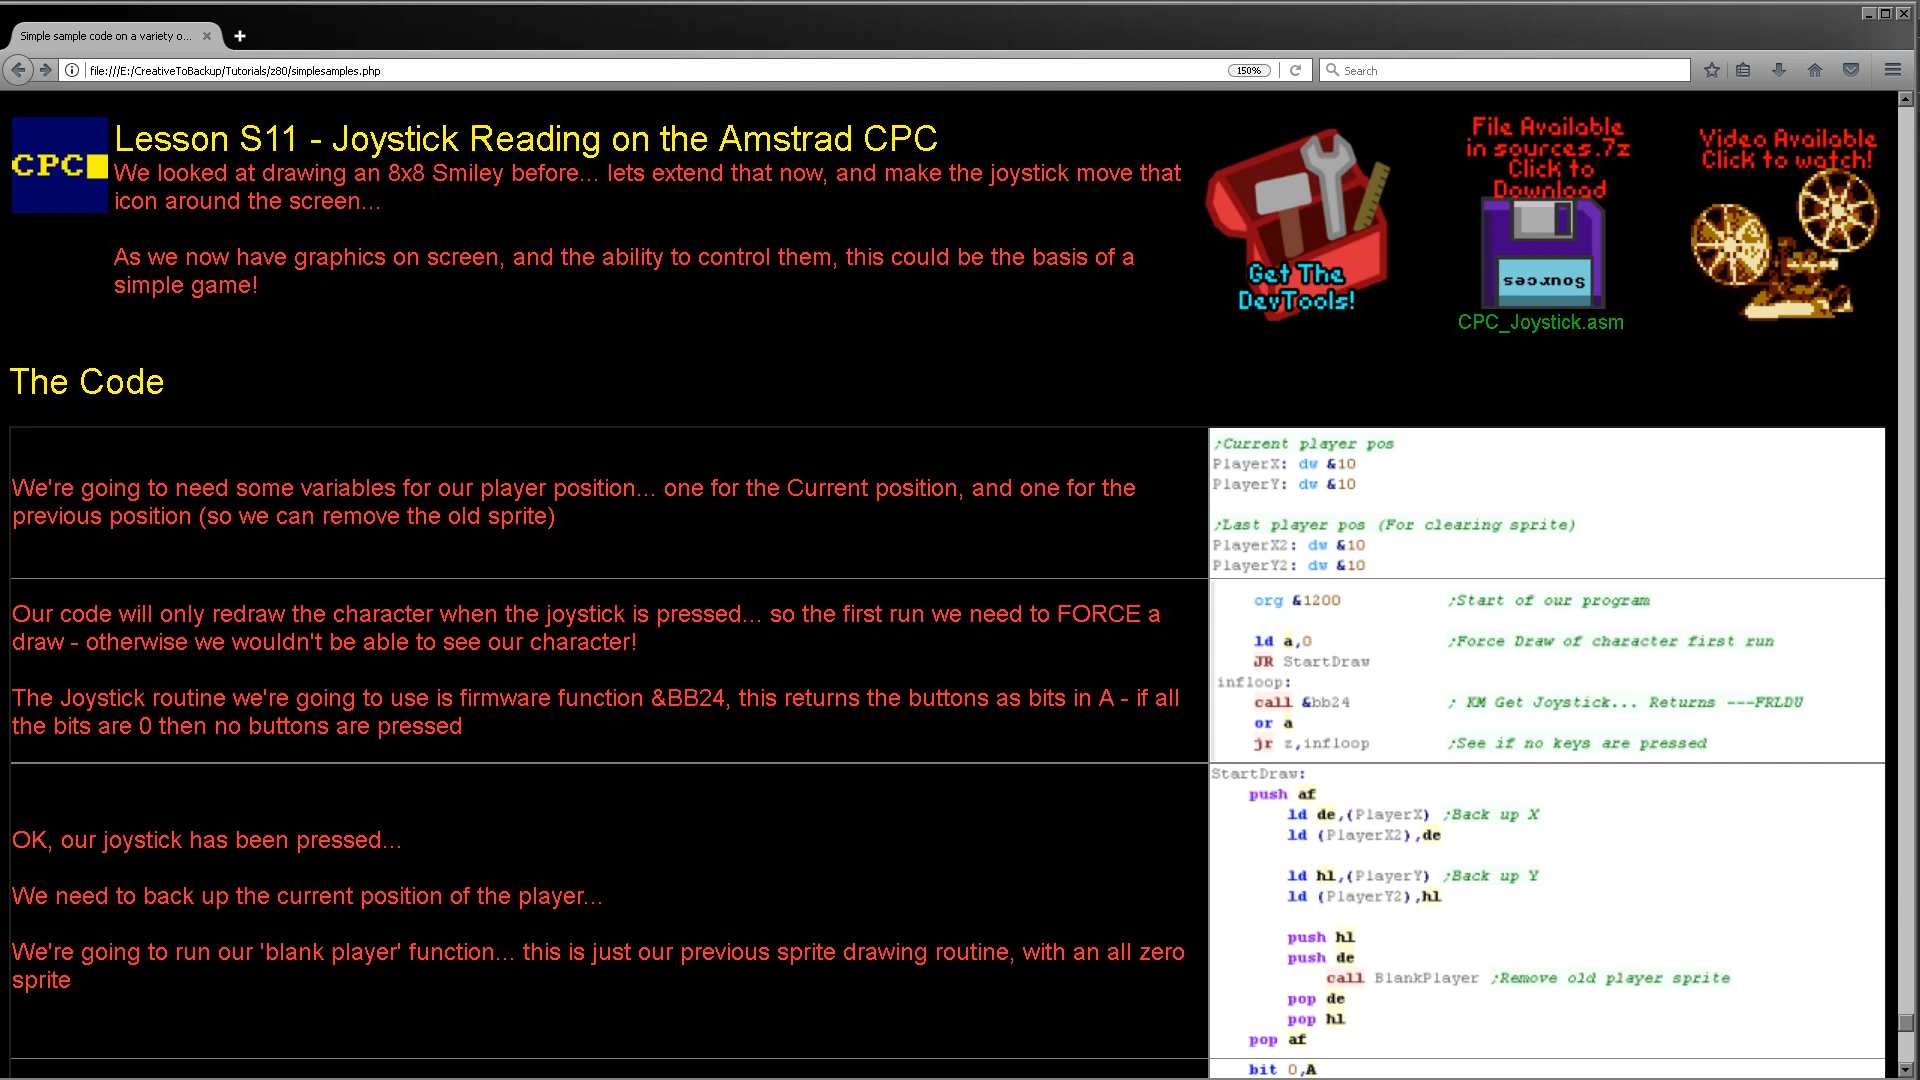 Simple sample code on a variety o...
file:///E:/CreativeToBackup/Tutorials/z80/simplesamples.php
150%
Search
CPC
Lesson S11 - Joystick Reading on the Amstrad CPC
We looked at drawing an 8x8 Smiley before... lets extend that now, and make the joystick move that
icon around the screen...
As we now have graphics on screen, and the ability to control them, this could be the basis of a
simple game!
Get The
DevTools!
File Available
in sources.7z
Click to
Download
Sources
CPC_Joystick.asm
Video Available
Click to watch!
The Code
We're going to need some variables for our player position... one for the Current position, and one for the
previous position (so we can remove the old sprite)
;Current player pos
PlayerX: dw &10
PlayerY: dw &10
;Last player pos (For clearing sprite)
PlayerX2: dw &10
PlayerY2: dw &10
Our code will only redraw the character when the joystick is pressed... so the first run we need to FORCE a
draw - otherwise we wouldn't be able to see our character!
The Joystick routine we're going to use is firmware function &BB24, this returns the buttons as bits in A - if all
the bits are 0 then no buttons are pressed
org &1200 ;Start of our program
ld a,0 ;Force Draw of character first run
JR StartDraw
infloop:
call &bb24 ; KM Get Joystick... Returns ---FRLDU
or a
jr z,infloop ;See if no keys are pressed
OK, our joystick has been pressed...
We need to back up the current position of the player...
We're going to run our 'blank player' function... this is just our previous sprite drawing routine, with an all zero
sprite
StartDraw:
push af
ld de,(PlayerX) ;Back up X
ld (PlayerX2),de
ld hl,(PlayerY) ;Back up Y
ld (PlayerY2),hl
push hl
push de
call BlankPlayer ;Remove old player sprite
pop de
pop hl
pop af
bit 0,A